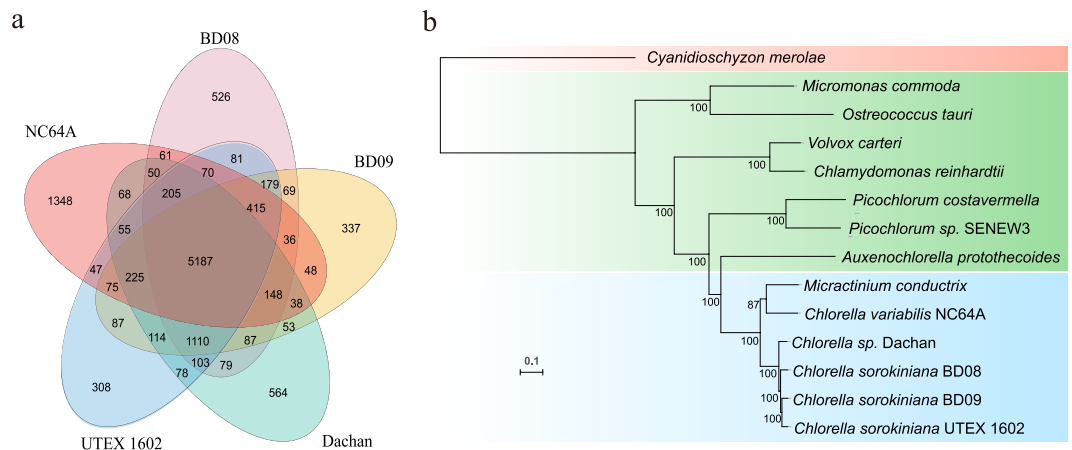 a
b
BD08
526
NC64A
BD09
61
81
50
70
179
69
68
205
1348
415
337
55
36
5187
47
225
48
75
148
38
87
114
1110
87
53
103
79
78
308
564
UTEX 1602
Dachan
Cyanidioschyzon merolae
Micromonas commoda
100
Ostreococcus tauri
Volvox carteri
100
Chlamydomonas reinhardtii
Picochlorum costavermella
100
100
Picochlorum sp. SENEW3
100
Auxenochlorella protothecoides
Micractinium conductrix
100
87
Chlorella variabilis NC64A
100
Chlorella sp. Dachan
0.1
100
Chlorella sorokiniana BD08
100
Chlorella sorokiniana BD09
100
Chlorella sorokiniana UTEX 1602